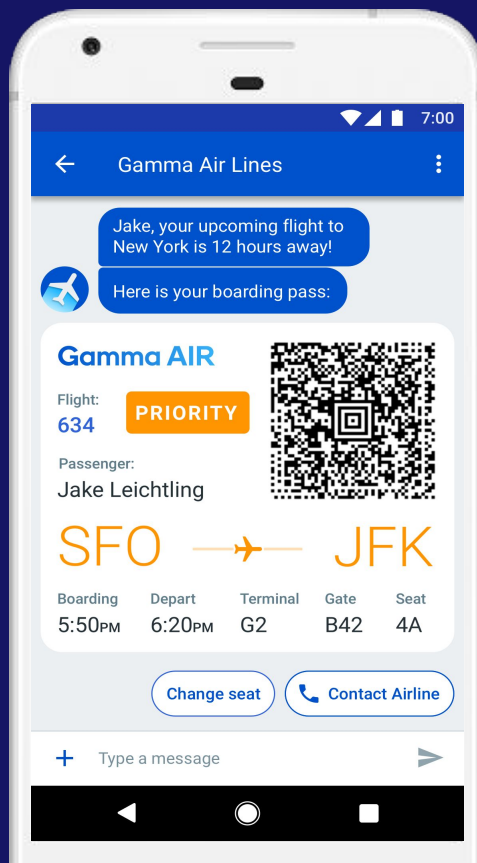 7:00
Gamma Air Lines
Jake, your upcoming flight to
New York is 12 hours away!
Here is your boarding pass:
Gamma AIR
Flight:
634
PRIORITY
Passenger:
Jake Leichtling
SFO JFK
Boarding Depart Terminal Gate Seat
5:50PM 6:20PM G2 B42 4A
Change seat Contact Airline
Type a message